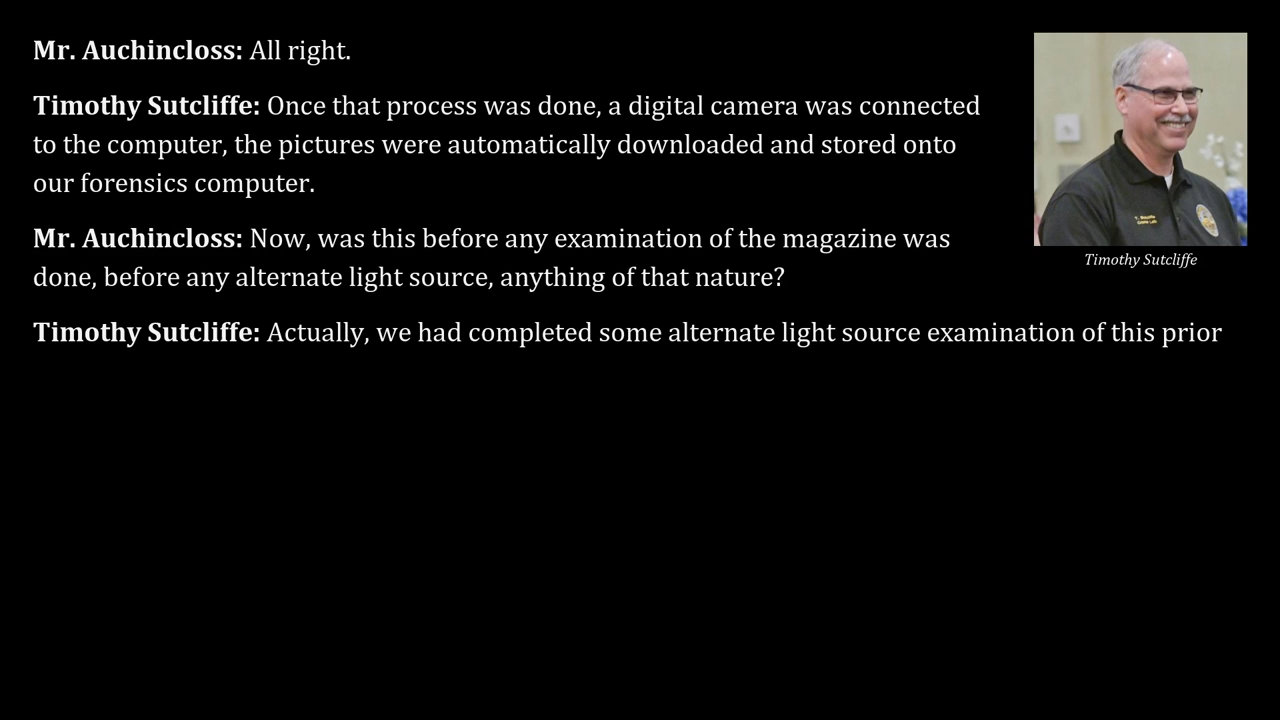 Mr. Auchincloss: All right.
Timothy Sutcliffe: Once that process was done, a digital camera was connected
to the computer, the pictures were automatically downloaded and stored onto
our forensics computer.
Mr. Auchincloss: Now, was this before any examination of the magazine was
done, before any alternate light source, anything of that nature?
Timothy Sutcliffe
Timothy Sutcliffe: Actually, we had completed some alternate light source examination of this prior